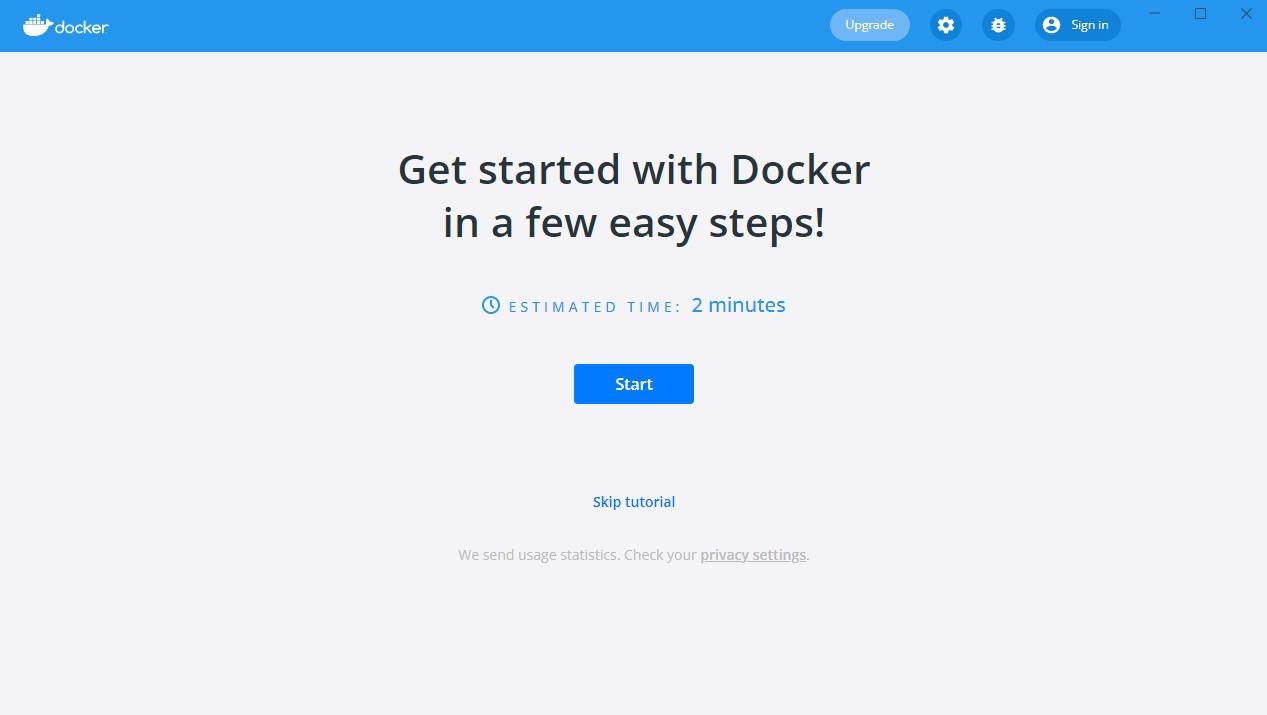 docker
Upgrade
Sign in
Get started with Docker
in a few easy steps!
ESTIMATED TIME: 2 minutes
Start
Skip tutorial
We send usage statistics. Check your privacy settings.